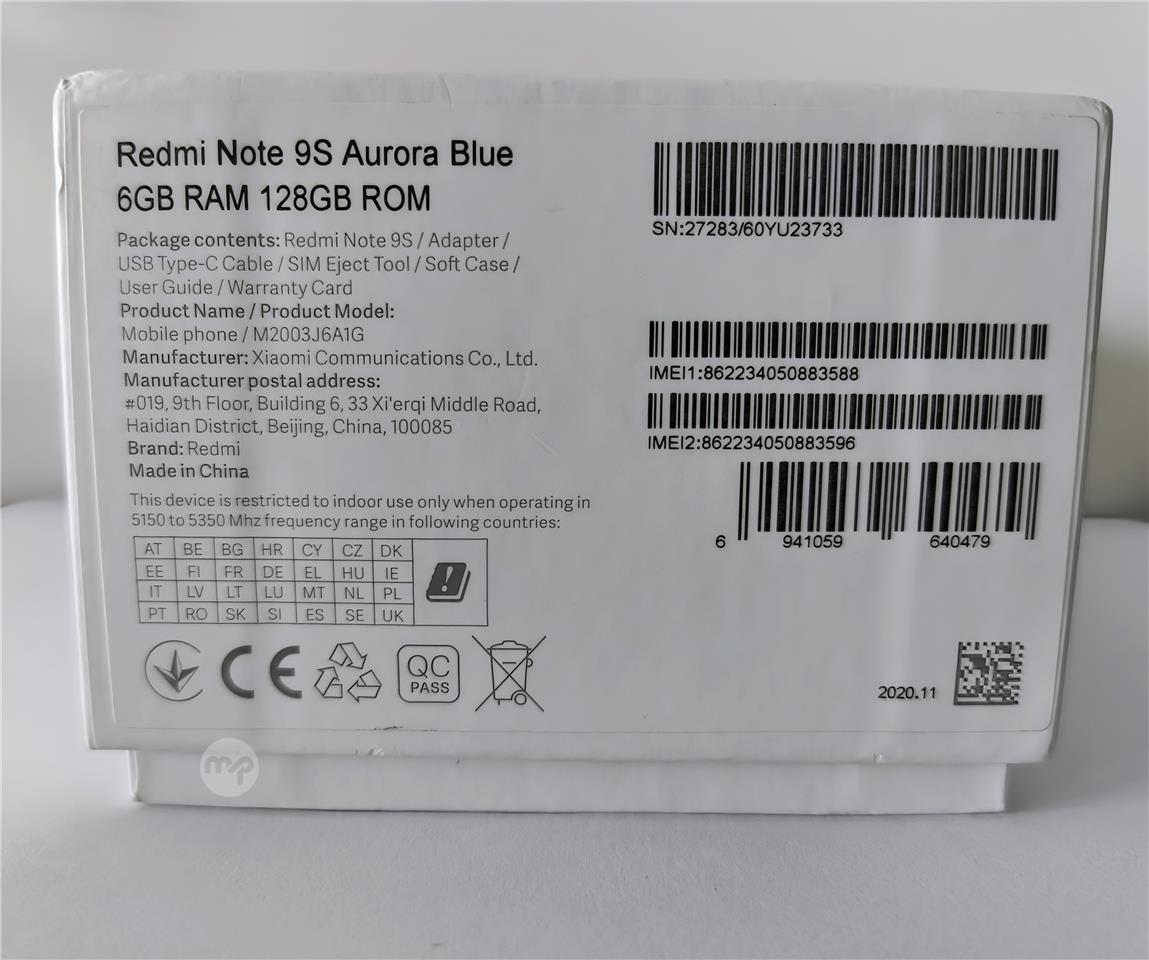 Redmi Note 9S Aurora Blue
6GB RAM 128GB ROM
Package contents: Redmi Note 9S / Adapter /
USB Type-C Cable / SIM Eject Tool / Soft Case /
User Guide / Warranty Card
Product Name / Product Model:
Mobile phone / M2003J6A1G
Manufacturer: Xiaomi Communications Co., Ltd.
Manufacturer postal address:
#019, 9th Floor, Building 6, 33 Xi'erqi Middle Road,
Haidian District, Beijing, China, 100085
Brand: Redmi
Made in China
This device is restricted to indoor use only when operating in
5150 to 5350 Mhz frequency range in following countries:
AT BE BG HR CY CZ DK
EE FI FR DE EL HU IE
IT LV LT LU MT NL PL
PT RO SK SI ES SE UK
CE
QC
PASS
SN:27283/60YU23733
IMEI1:862234050883588
IMEI2:862234050883596
6 941059 640479
2020.11
mp